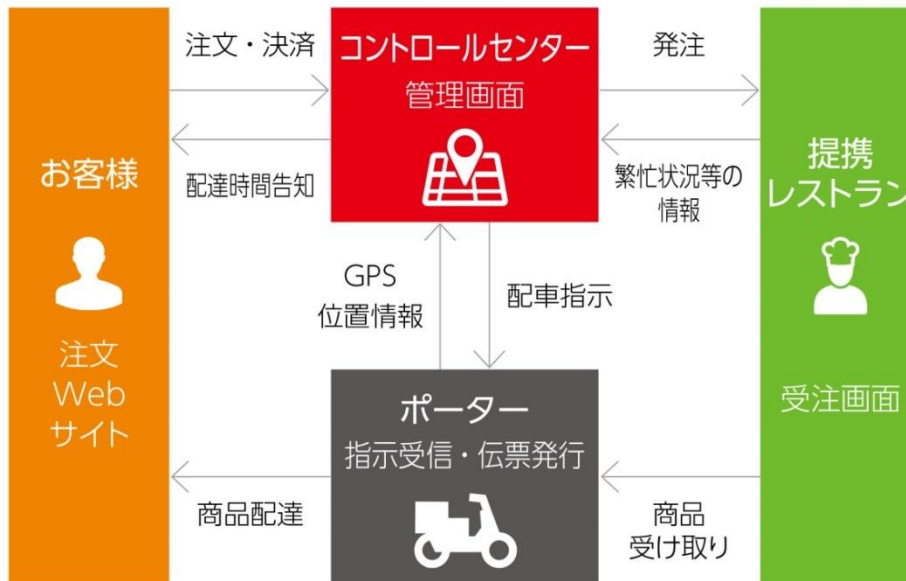 注文・決済
コントロールセンター
管理画面
発注
お客様
配達時間告知
繁忙状況等の
情報
提携
レストラン
GPS
位置情報
配車指示
注文
Web
サイト
ポーター
指示受信・伝票発行
受注画面
商品配達
商品
受け取り